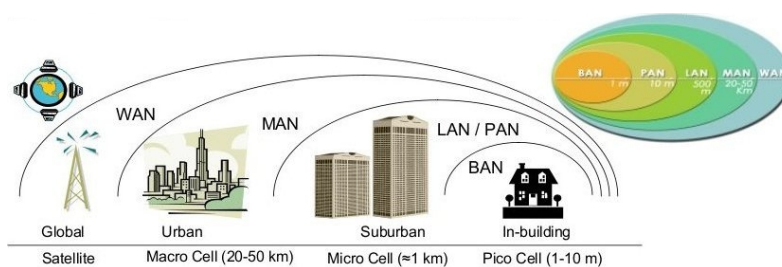 WAN
MAN
LAN / PAN
BAN
BAN PAN LAN MAN WAN
1 m 10 m 500 m 20-50 Km
Global Urban Suburban In-building
Satellite Macro Cell (20-50 km) Micro Cell (≈1 km) Pico Cell (1-10 m)